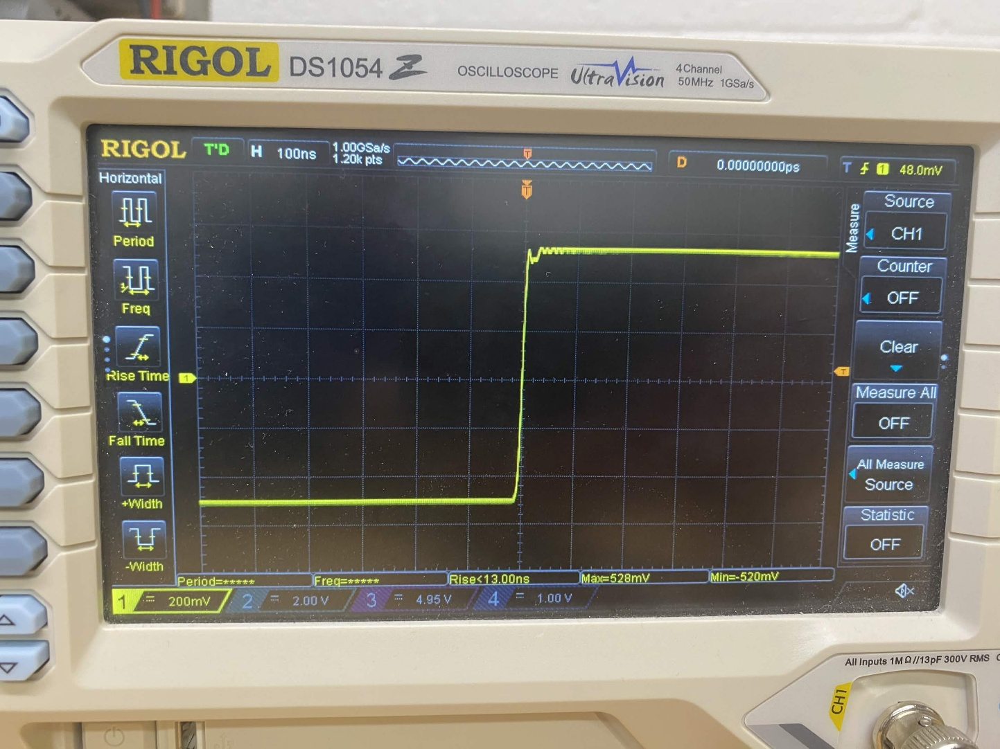 RIGOL DS1054 Z OSCILLOSCOPE UltraVision 4 Channel
50MHz 1GSa/s
RIGOL T'D H 100ns 1.00GSa/s
1.20k pts
T
D 0.00000000ps T 1 48.0mV
Horizontal
T
Period
Freq
Rise Time
Fall Time
+Width
-Width
1
T
Measure
Source
CH1
Counter
OFF
Clear
Measure All
OFF
All Measure
Source
Statistic
OFF
Period=***** Freq=***** Rise<13.00ns Max=528mV Min=-520mV
1 200mV 2 2.00 V 3 4.95 V 4 1.00 V
All Inputs 1MΩ//13pF 300V RMS
CH1